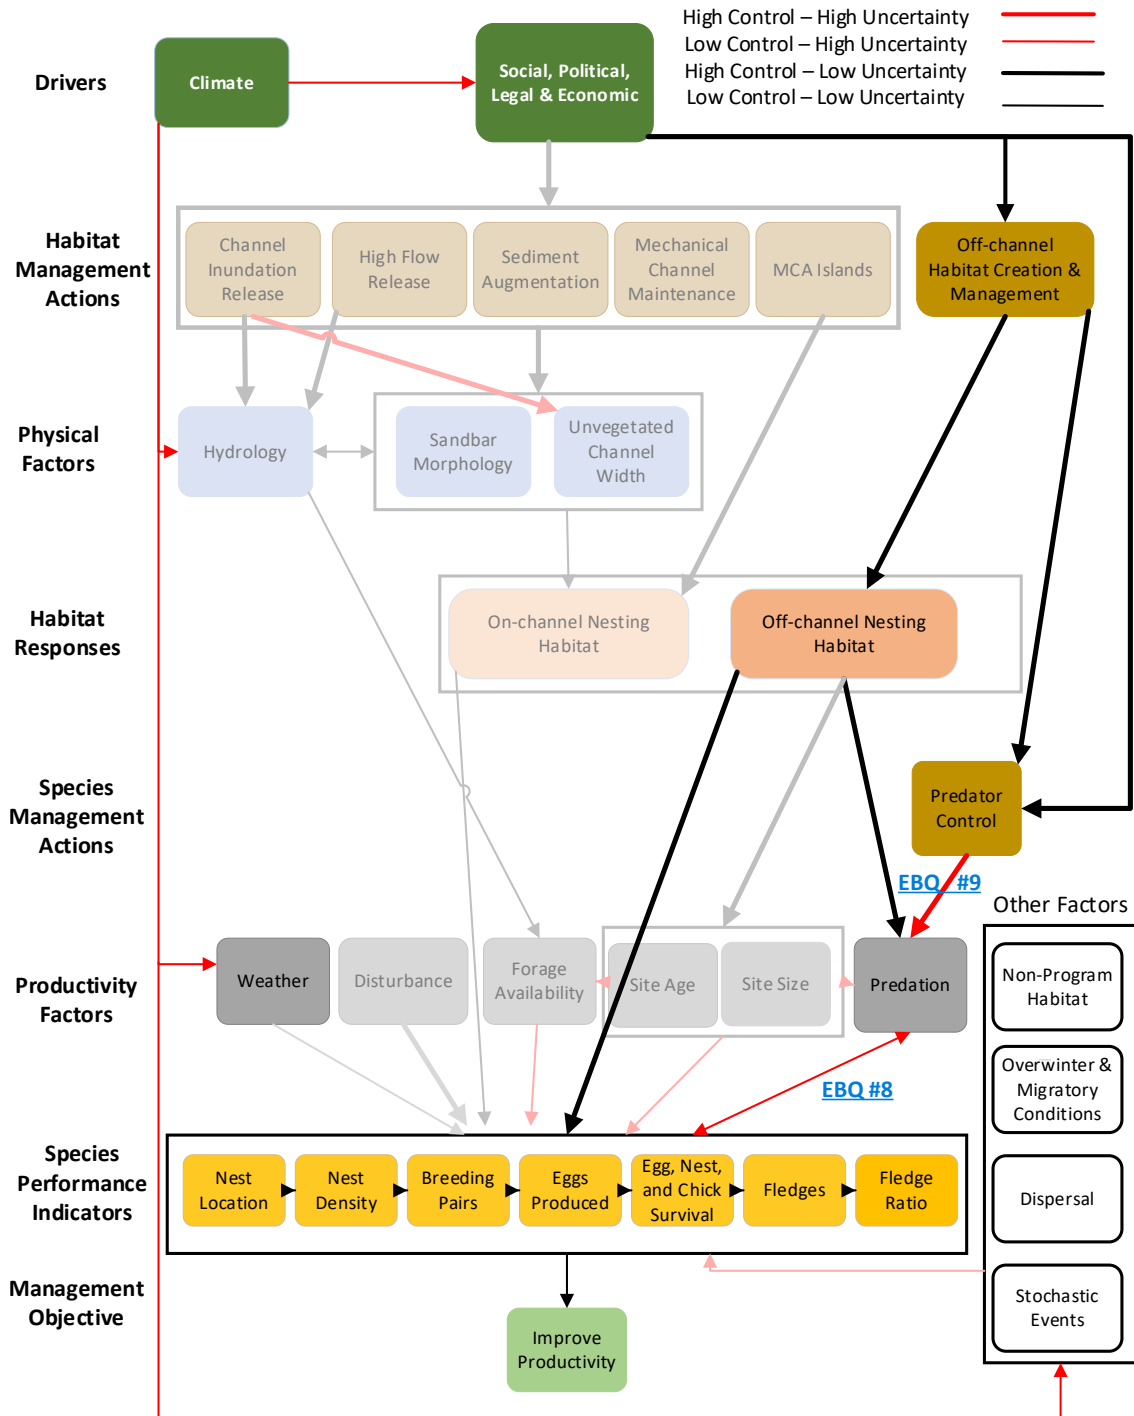 High Control – High Uncertainty
Low Control – High Uncertainty
High Control – Low Uncertainty
Low Control – Low Uncertainty
Drivers
Climate
Social, Political,
Legal & Economic
Habitat
Management
Actions
Channel
Inundation
Release
High Flow
Release
Sediment
Augmentation
Mechanical
Channel
Maintenance
MCA Islands
Off-channel
Habitat Creation &
Management
Physical
Factors
Hydrology
Sandbar
Morphology
Unvegetated
Channel
Width
Habitat
Responses
On-channel Nesting
Habitat
Off-channel Nesting
Habitat
Species
Management
Actions
Predator
Control
EBQ #9
Other Factors
Productivity
Factors
Weather
Disturbance
Forage
Availability
Site Age
Site Size
Predation
Non-Program
Habitat
EBQ #8
Overwinter &
Migratory
Conditions
Species
Performance
Indicators
Nest
Location
Nest
Density
Breeding
Pairs
Eggs
Produced
Egg, Nest,
and Chick
Survival
Fledges
Fledge
Ratio
Dispersal
Management
Objective
Improve
Productivity
Stochastic
Events